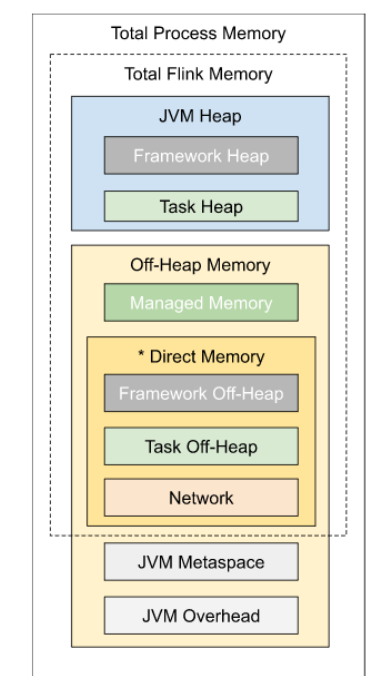 Total Process Memory
Total Flink Memory
JVM Heap
Framework Heap
Task Heap
Off-Heap Memory
Managed Memory
* Direct Memory
Framework Off-Heap
Task Off-Heap
Network
JVM Metaspace
JVM Overhead